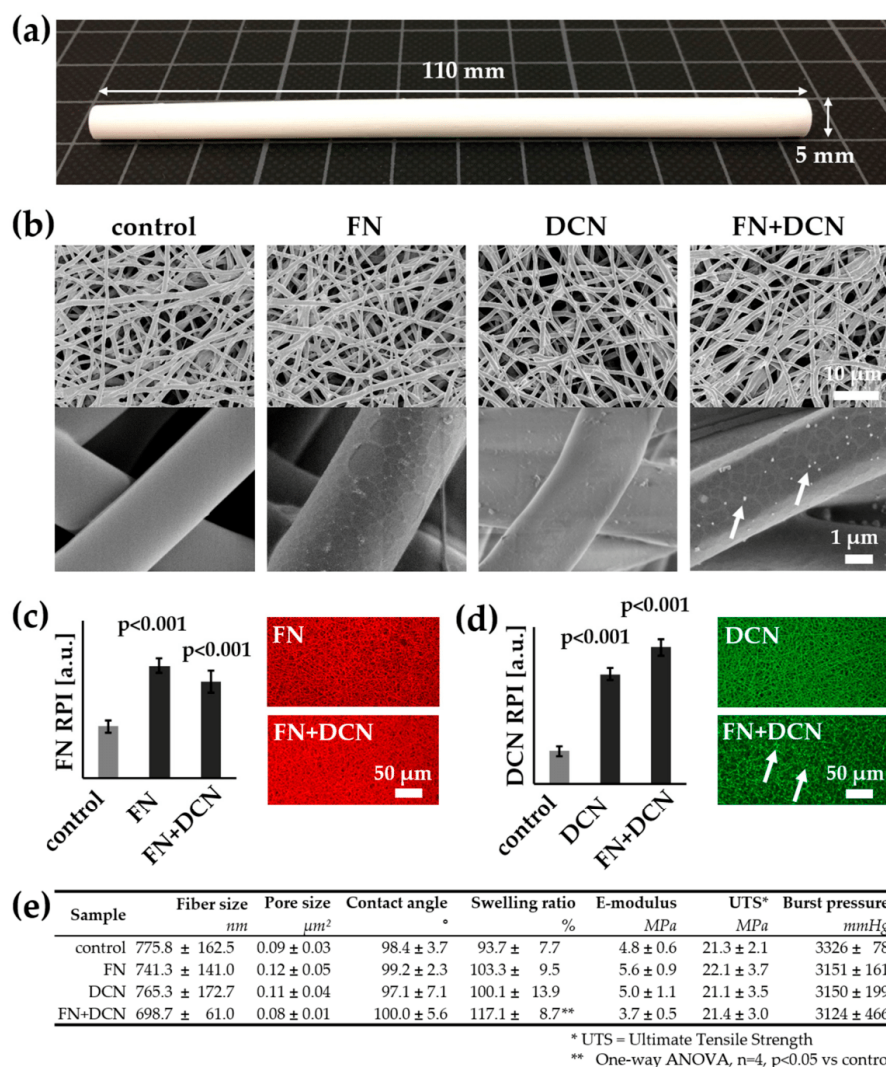 (a)
110 mm
5 mm
(b)
control FN DCN FN+DCN
10 µm
1 µm
(c)
FN RPI [a.u.]
p<0.001
p<0.001
control
FN
FN+DCN
FN
FN+DCN
50 µm
(d)
DCN RPI [a.u.]
p<0.001
p<0.001
control
DCN
FN+DCN
DCN
FN+DCN
50 µm
(e)
Sample Fiber size Pore size Contact angle Swelling ratio E-modulus UTS* Burst pressure
nm µm² ° % MPa MPa mmHg
control 775.8 ± 162.5 0.09 ± 0.03 98.4 ± 3.7 93.7 ± 7.7 4.8 ± 0.6 21.3 ± 2.1 3326 ± 78
FN 741.3 ± 141.0 0.12 ± 0.05 99.2 ± 2.3 103.3 ± 9.5 5.6 ± 0.9 22.1 ± 3.7 3151 ± 161
DCN 765.3 ± 172.7 0.11 ± 0.04 97.1 ± 7.1 100.1 ± 13.9 5.0 ± 1.1 21.1 ± 3.5 3150 ± 199
FN+DCN 698.7 ± 61.0 0.08 ± 0.01 100.0 ± 5.6 117.1 ± 8.7** 3.7 ± 0.5 21.4 ± 3.0 3124 ± 466
* UTS = Ultimate Tensile Strength
** One-way ANOVA, n=4, p<0.05 vs contro